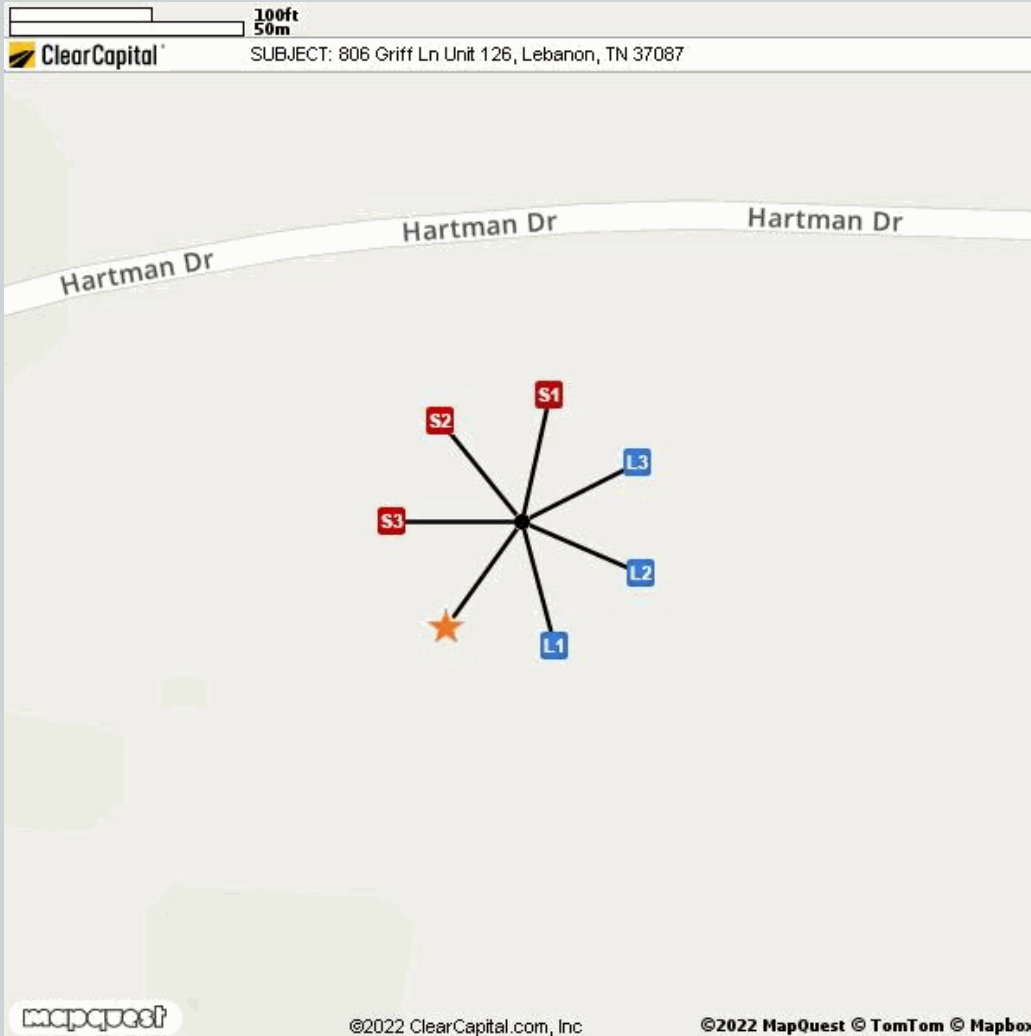 100ft
50m
ClearCapital
SUBJECT: 806 Griff Ln Unit 126, Lebanon, TN 37087
Hartman Dr
Hartman Dr
Hartman Dr
S1
S2
L3
S3
L2
L1
mapquest
©2022 ClearCapital.com, Inc
©2022 MapQuest © TomTom © Mapbox